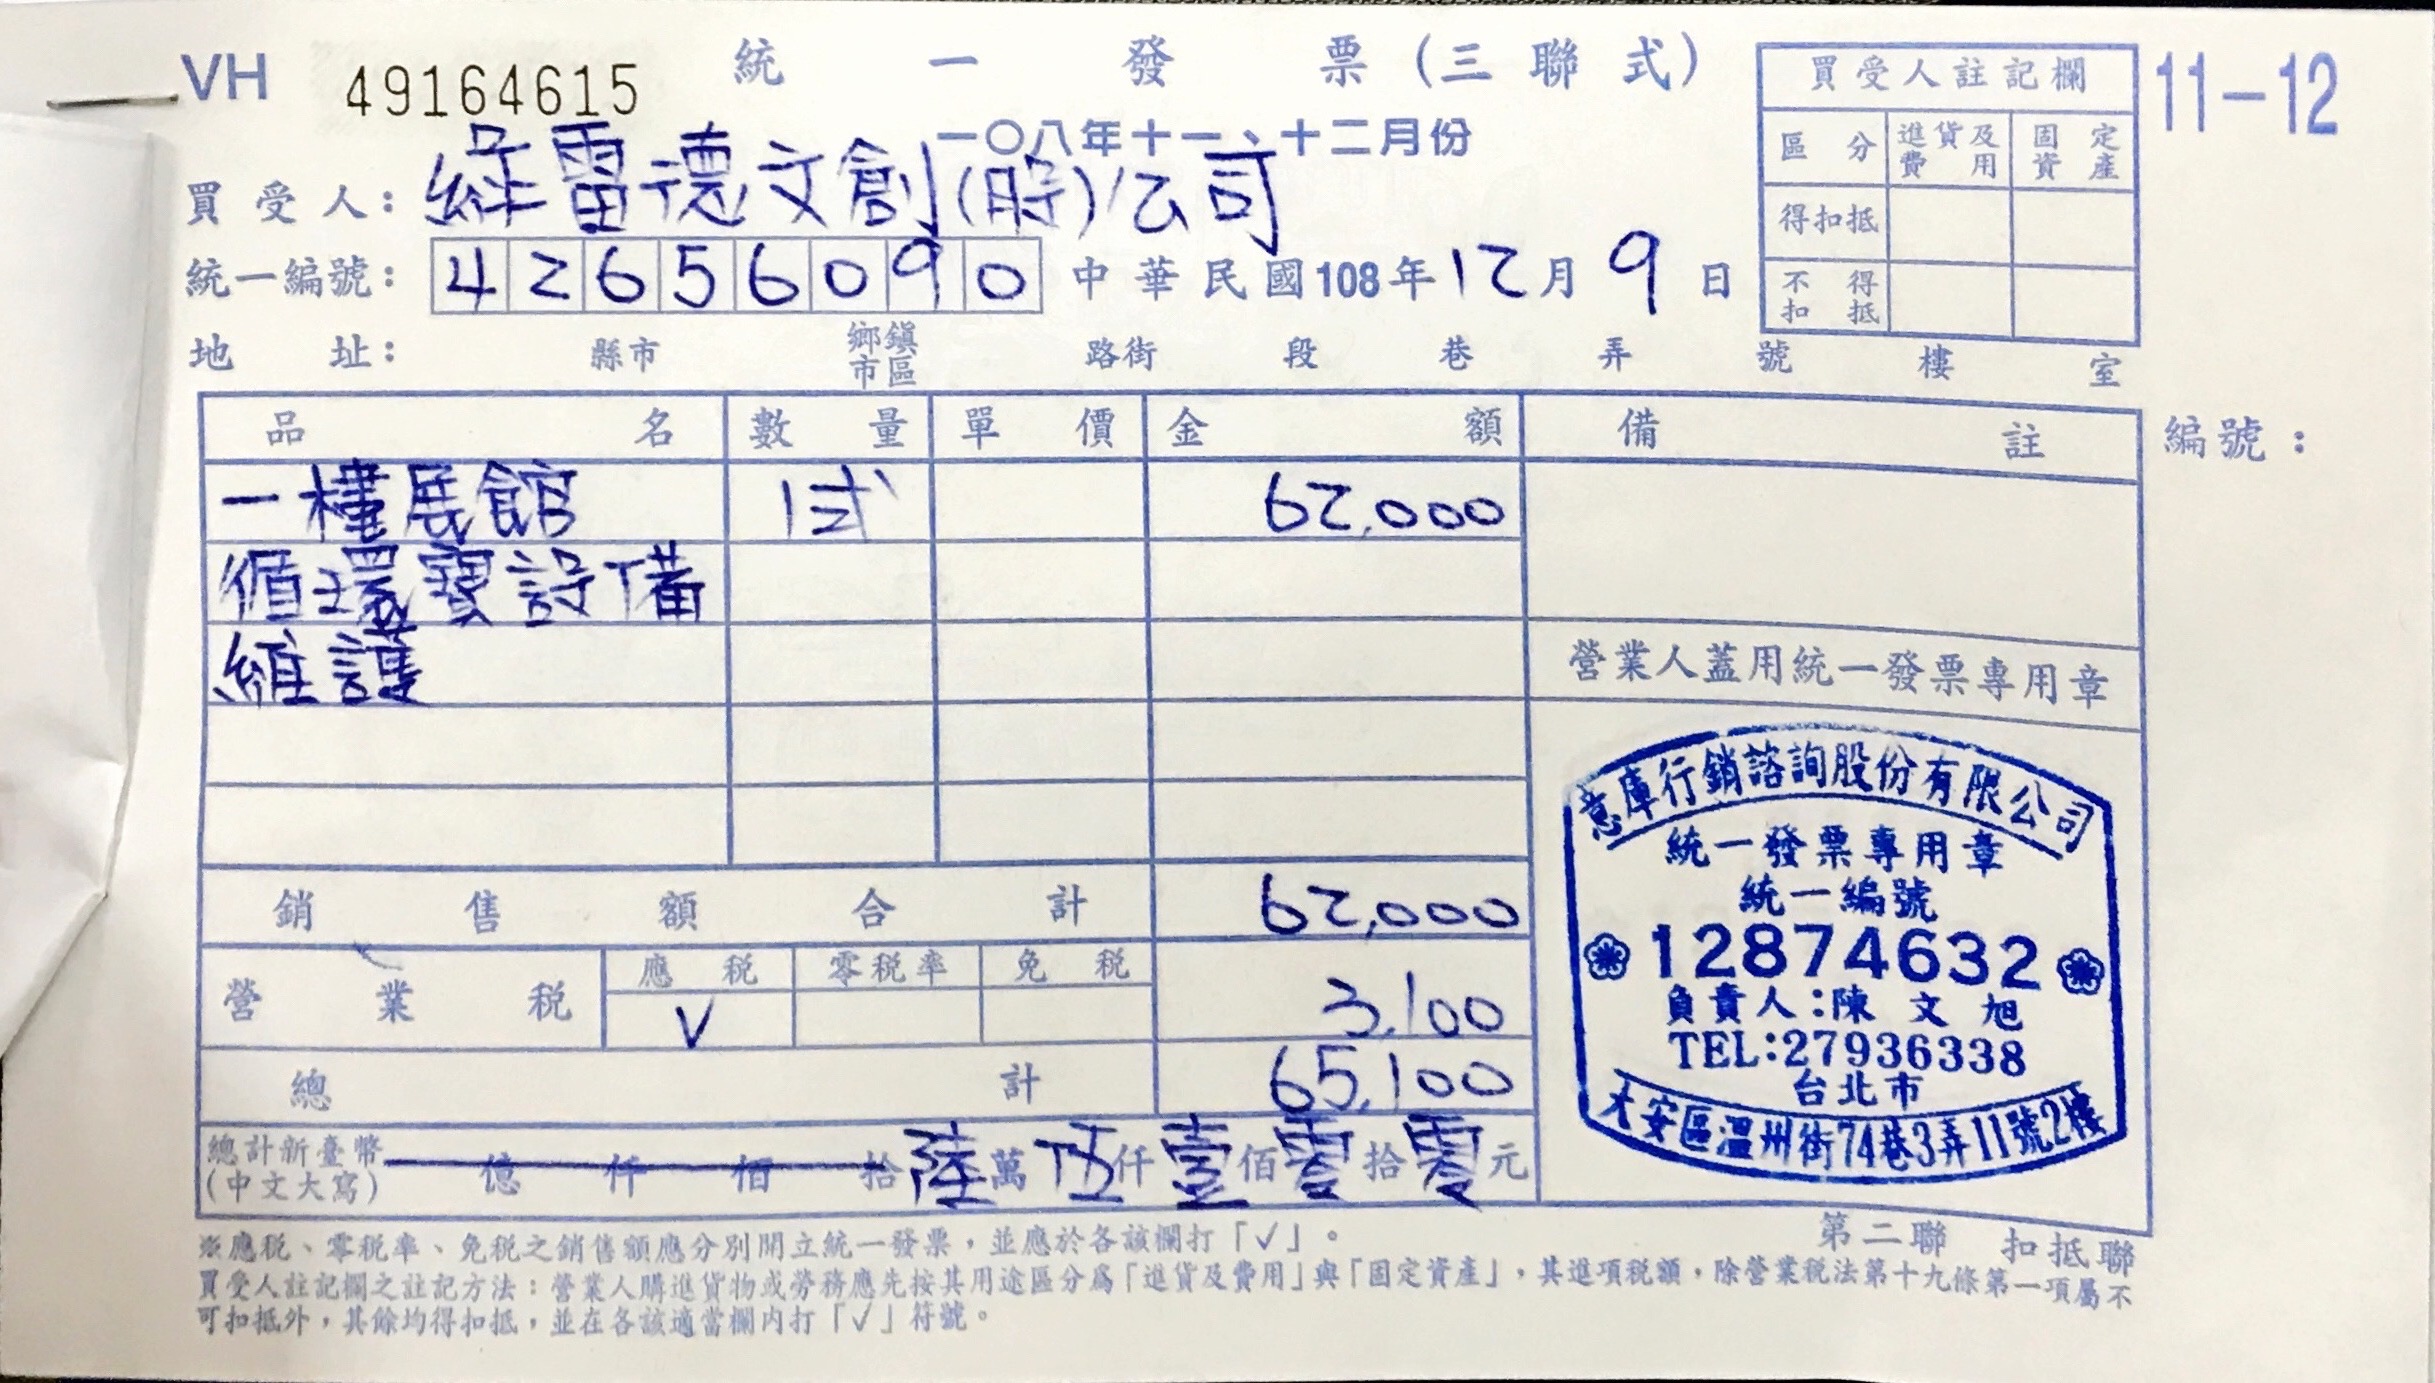 VH 49164615 統一發票(三聯式) 11-12
一〇八年十一、十二月份
買受人註記欄
區分 進貨及費用 固定資產
得扣抵
不得扣抵
買受人: 綠雷德文創(股)公司
統一編號: 42656090 中華民國108年12月9日
地址: 縣市 鄉鎮市區 路街 段 巷 弄 號 樓 室
品名 數量 單價 金額 備註 編號:
一樓展館 1式 62,000
循環寶設備
維護
營業人蓋用統一發票專用章
意庫行銷諮詢股份有限公司
統一發票專用章
統一編號
12874632
負責人:陳文旭
TEL:27936338
台北市
大安區溫州街74巷3弄11號2樓
銷售額合計 62,000
營業稅 應稅 零稅率 免稅 3,100
V
總計 65,100
總計新臺幣(中文大寫) 億仟佰拾陸萬伍仟壹佰零拾零元
第二聯 扣抵聯
※應稅、零稅率、免稅之銷售額應分別開立統一發票,並應於各該欄打「✓」。
買受人註記欄之註記方法:營業人購進貨物或勞務應先按其用途區分為「進貨及費用」與「固定資產」,其進項稅額,除營業稅法第十九條第一項屬不
可扣抵外,其餘均得扣抵,並在各該適當欄內打「✓」符號。